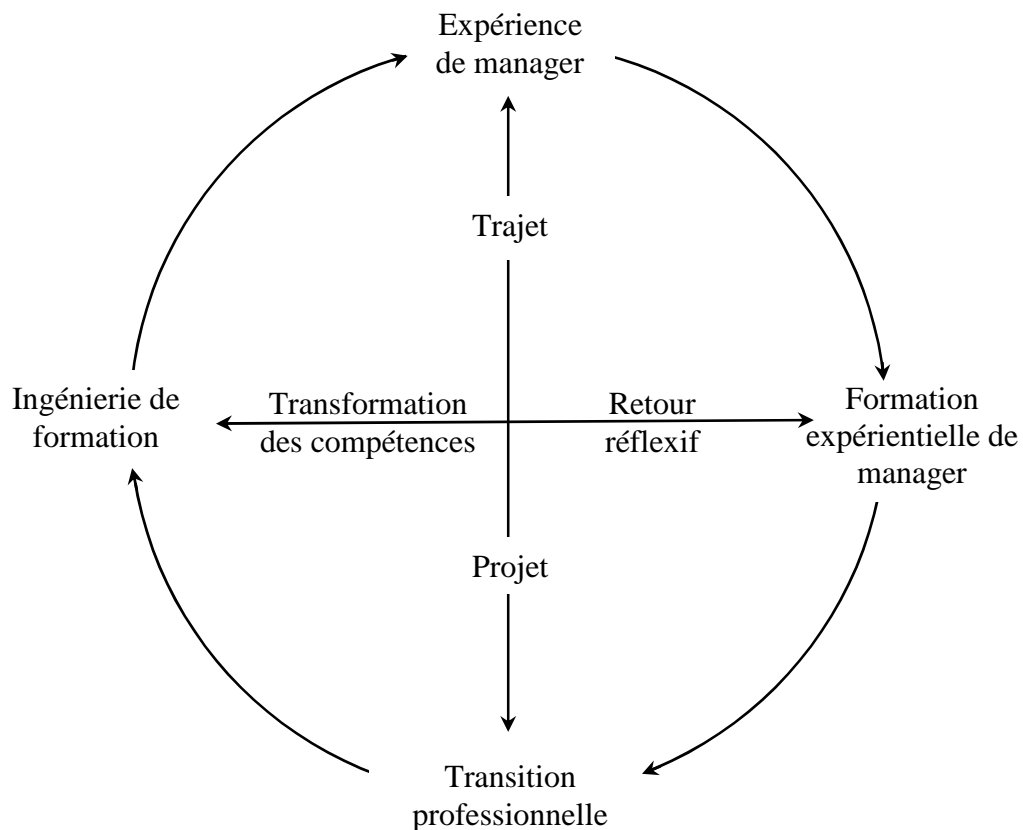 Expérience
de manager
Trajet
Ingénierie de
formation
Transformation
des compétences
Retour
réflexif
Formation
expérientielle de
manager
Projet
Transition
professionnelle